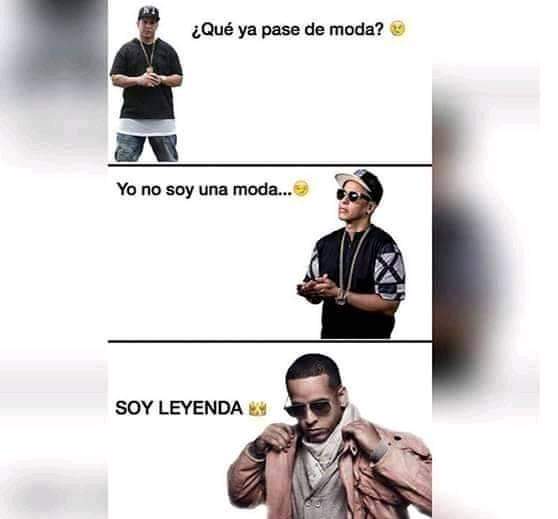 ¿Qué ya pase de moda? 😢
Yo no soy una moda...😏
SOY LEYENDA 👑